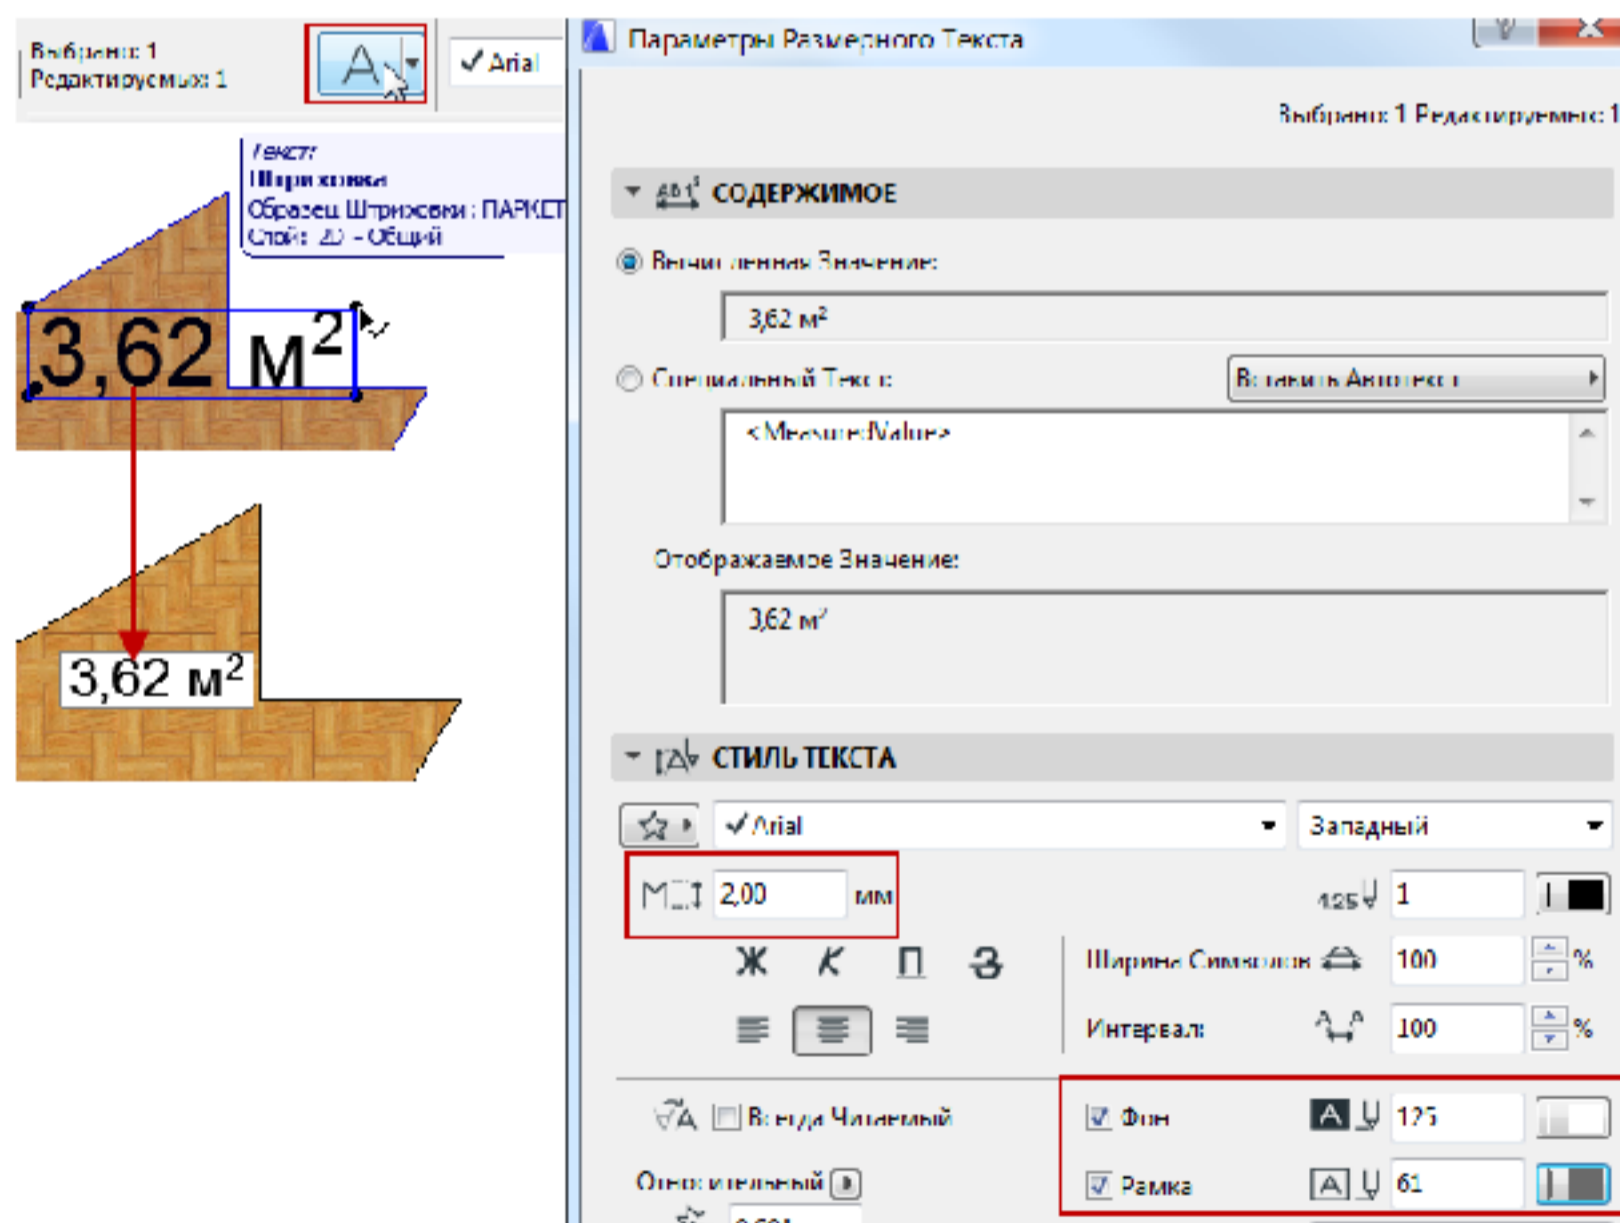 Выбрано: 1
Редактируемых: 1
A
Arial
Текст:
Штриховка
Образец Штриховки : ПАРКЕТ
Слой: 2D - Общий
3,62 м²
3,62 м²
Параметры Размерного Текста
Выбрано: 1 Редактируемых: 1
СОДЕРЖИМОЕ
Вычисленная Значение:
3,62 м²
Специальный Текст:
Вставить Автотекст
<MeasuredValue>
Отображаемое Значение:
3,62 м²
СТИЛЬ ТЕКСТА
Arial
Западный
2,00 мм
1
Ж К П З
Ширина Символов 100 %
Интервал: 100 %
Всегда Читаемый
Фон A 125
Относительный
Рамка A 61